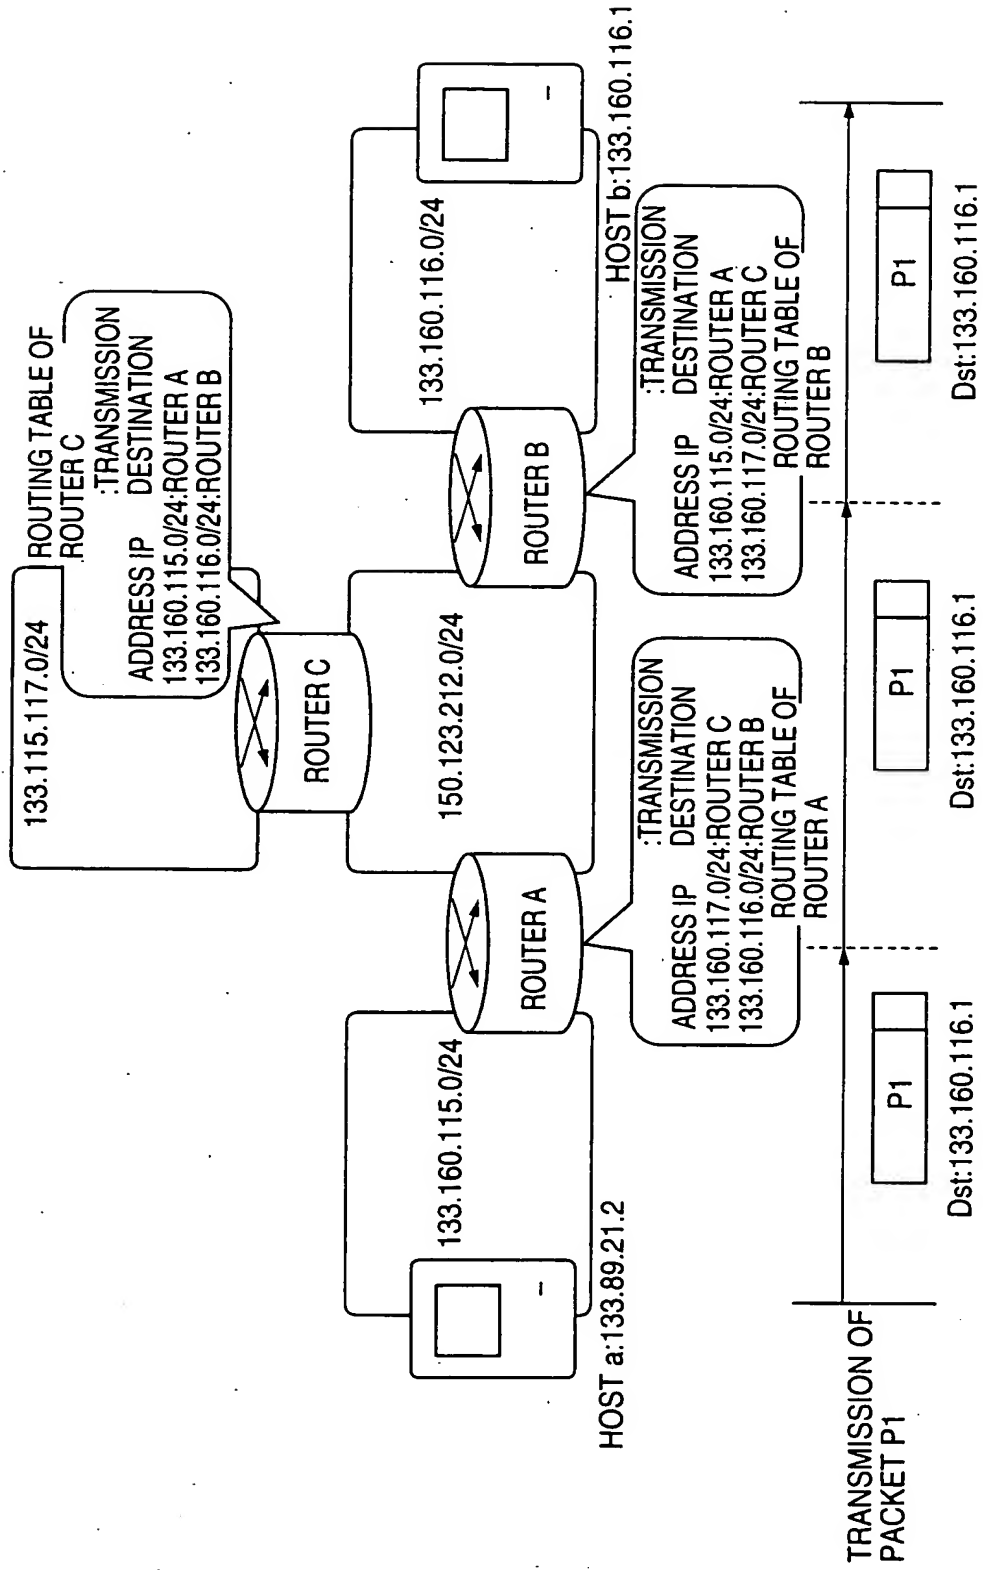 133.115.117.0/24
ROUTING TABLE OF
ROUTER C
:TRANSMISSION
ADDRESS IP DESTINATION
133.160.115.0/24:ROUTER A
133.160.116.0/24:ROUTER B
ROUTER C
133.160.115.0/24
150.123.212.0/24
133.160.116.0/24
ROUTER A
ROUTER B
HOST a:133.89.21.2
HOST b:133.160.116.1
:TRANSMISSION
ADDRESS IP DESTINATION
133.160.117.0/24:ROUTER C
133.160.116.0/24:ROUTER B
ROUTING TABLE OF
ROUTER A
:TRANSMISSION
ADDRESS IP DESTINATION
133.160.115.0/24:ROUTER A
133.160.117.0/24:ROUTER C
ROUTING TABLE OF
ROUTER B
TRANSMISSION OF
PACKET P1
P1
P1
P1
Dst:133.160.116.1
Dst:133.160.116.1
Dst:133.160.116.1